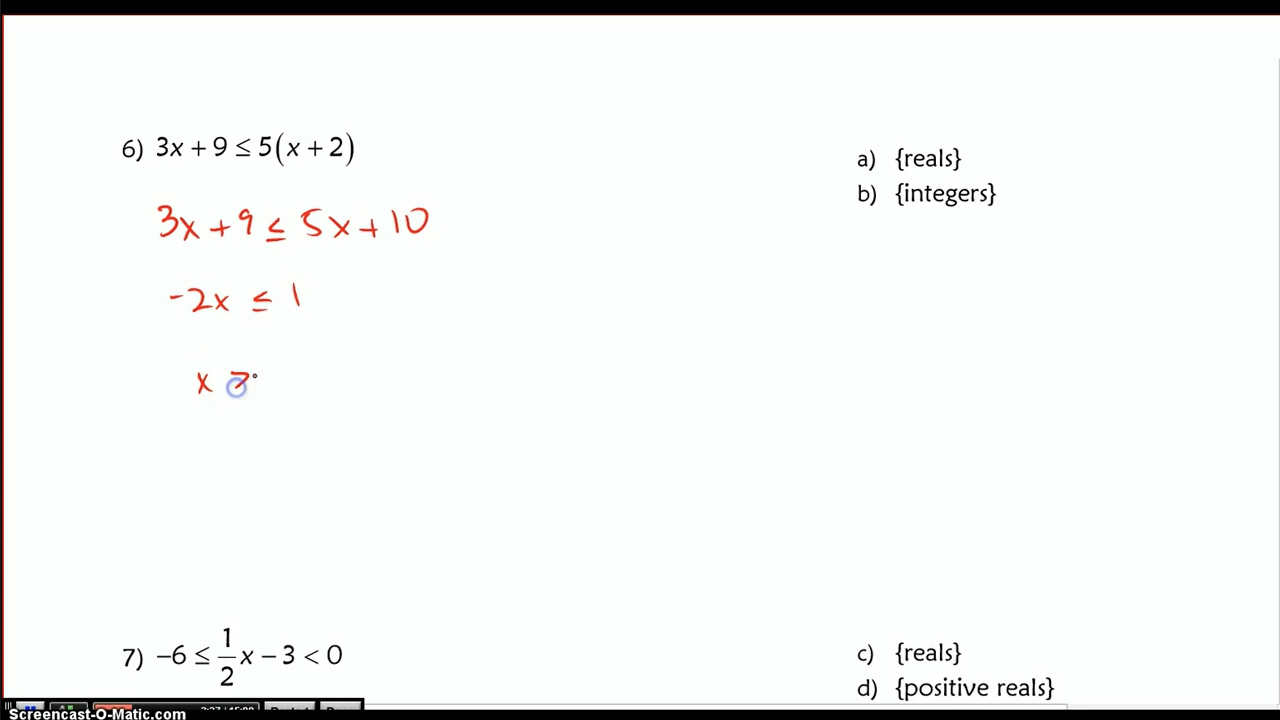 6) 3x + 9 ≤ 5(x + 2)
a) {reals}
b) {integers}
3x + 9 ≤ 5x + 10
-2x ≤ 1
x ≥
7) −6 ≤ 1/2 x − 3 < 0
c) {reals}
d) {positive reals}
Screencast-O-Matic.com